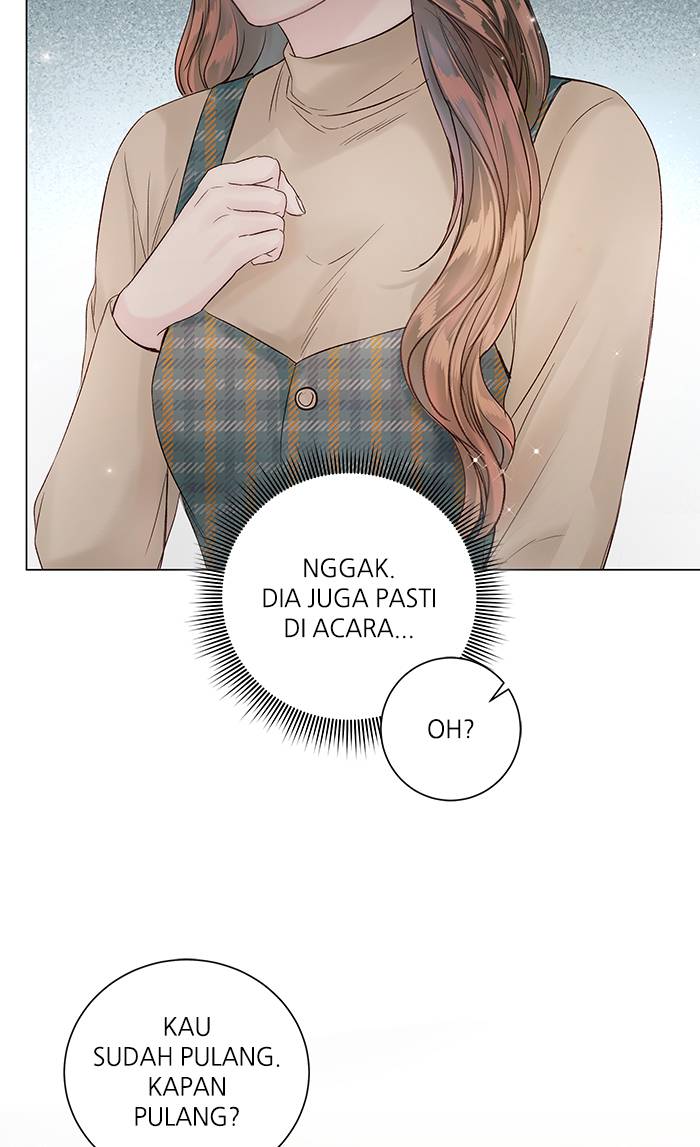 NGGAK.
DIA JUGA PASTI
DI ACARA...
OH?
KAU
SUDAH PULANG.
KAPAN
PULANG?